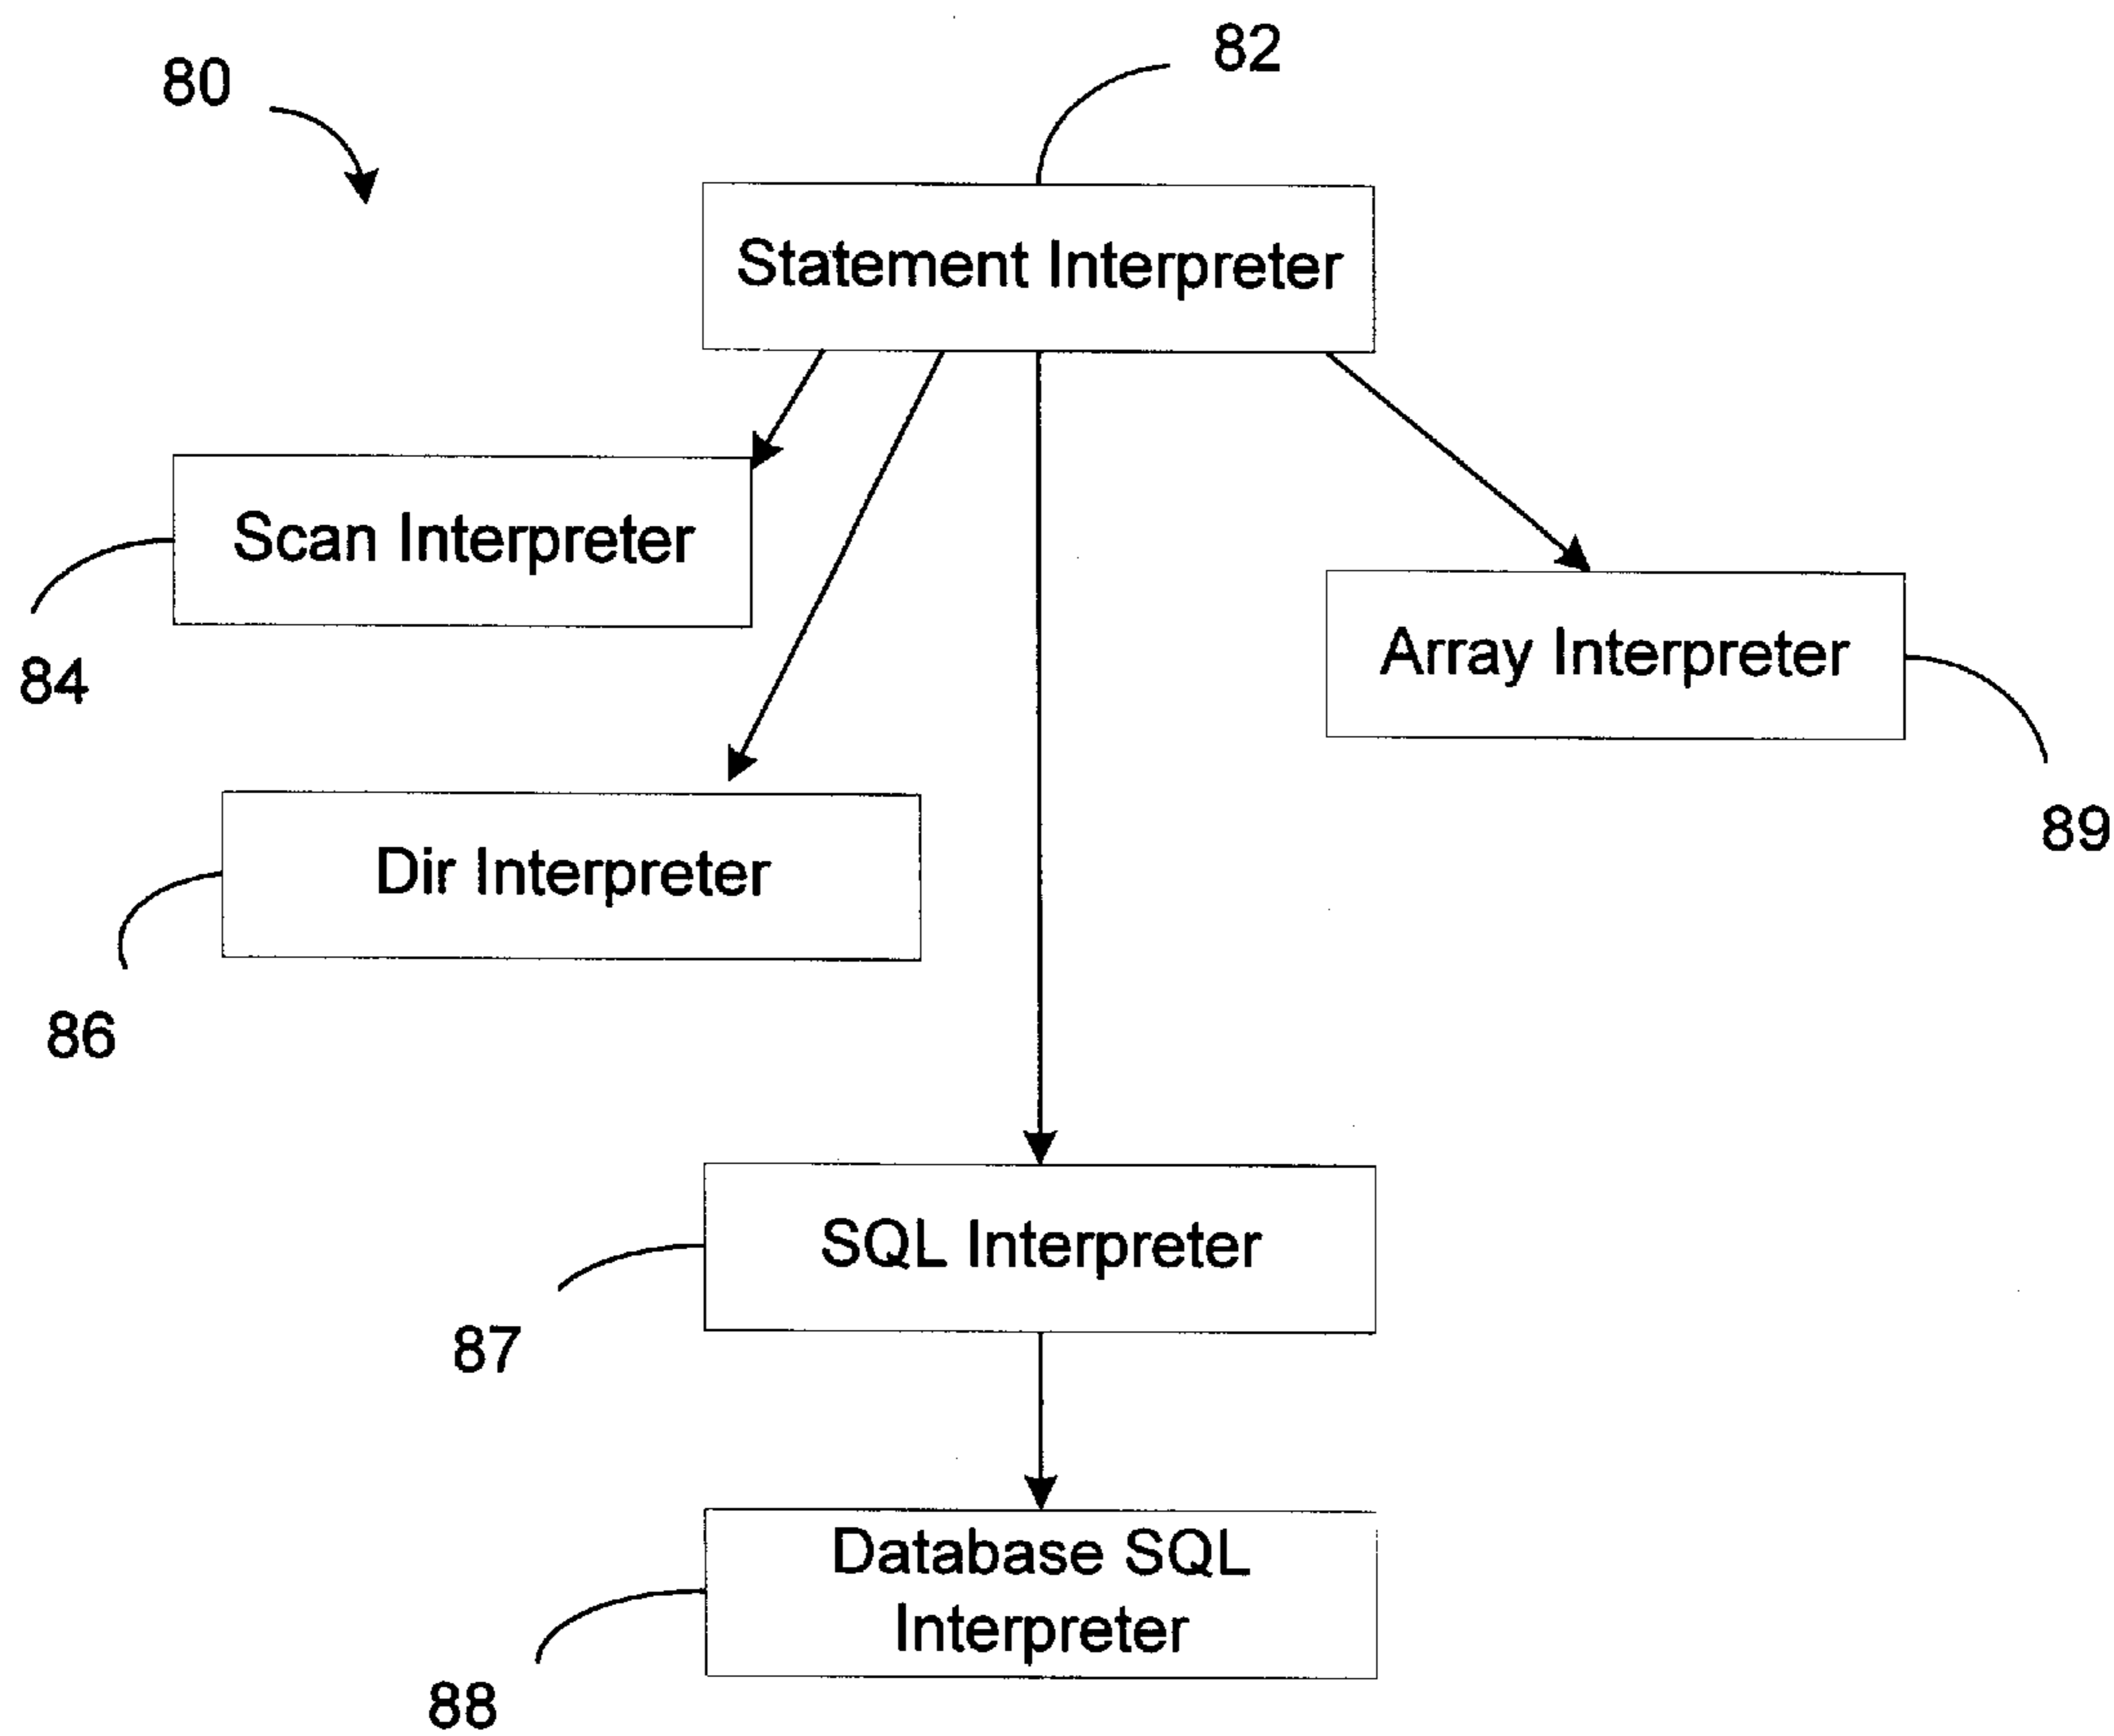 82
80
Statement Interpreter
Scan Interpreter
84
Array Interpreter
89
Dir Interpreter
86
SQL Interpreter
87
Database SQL
Interpreter
88